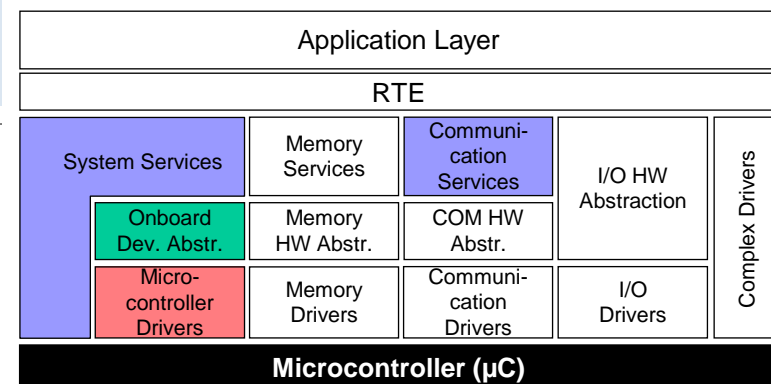 Application Layer
RTE
System Services
Memory
Services
Communi-
cation
Services
I/O HW
Abstraction
Complex Drivers
Onboard
Dev. Abstr.
Memory
HW Abstr.
COM HW
Abstr.
Micro-
controller
Drivers
Memory
Drivers
Communi-
cation
Drivers
I/O
Drivers
Microcontroller (µC)